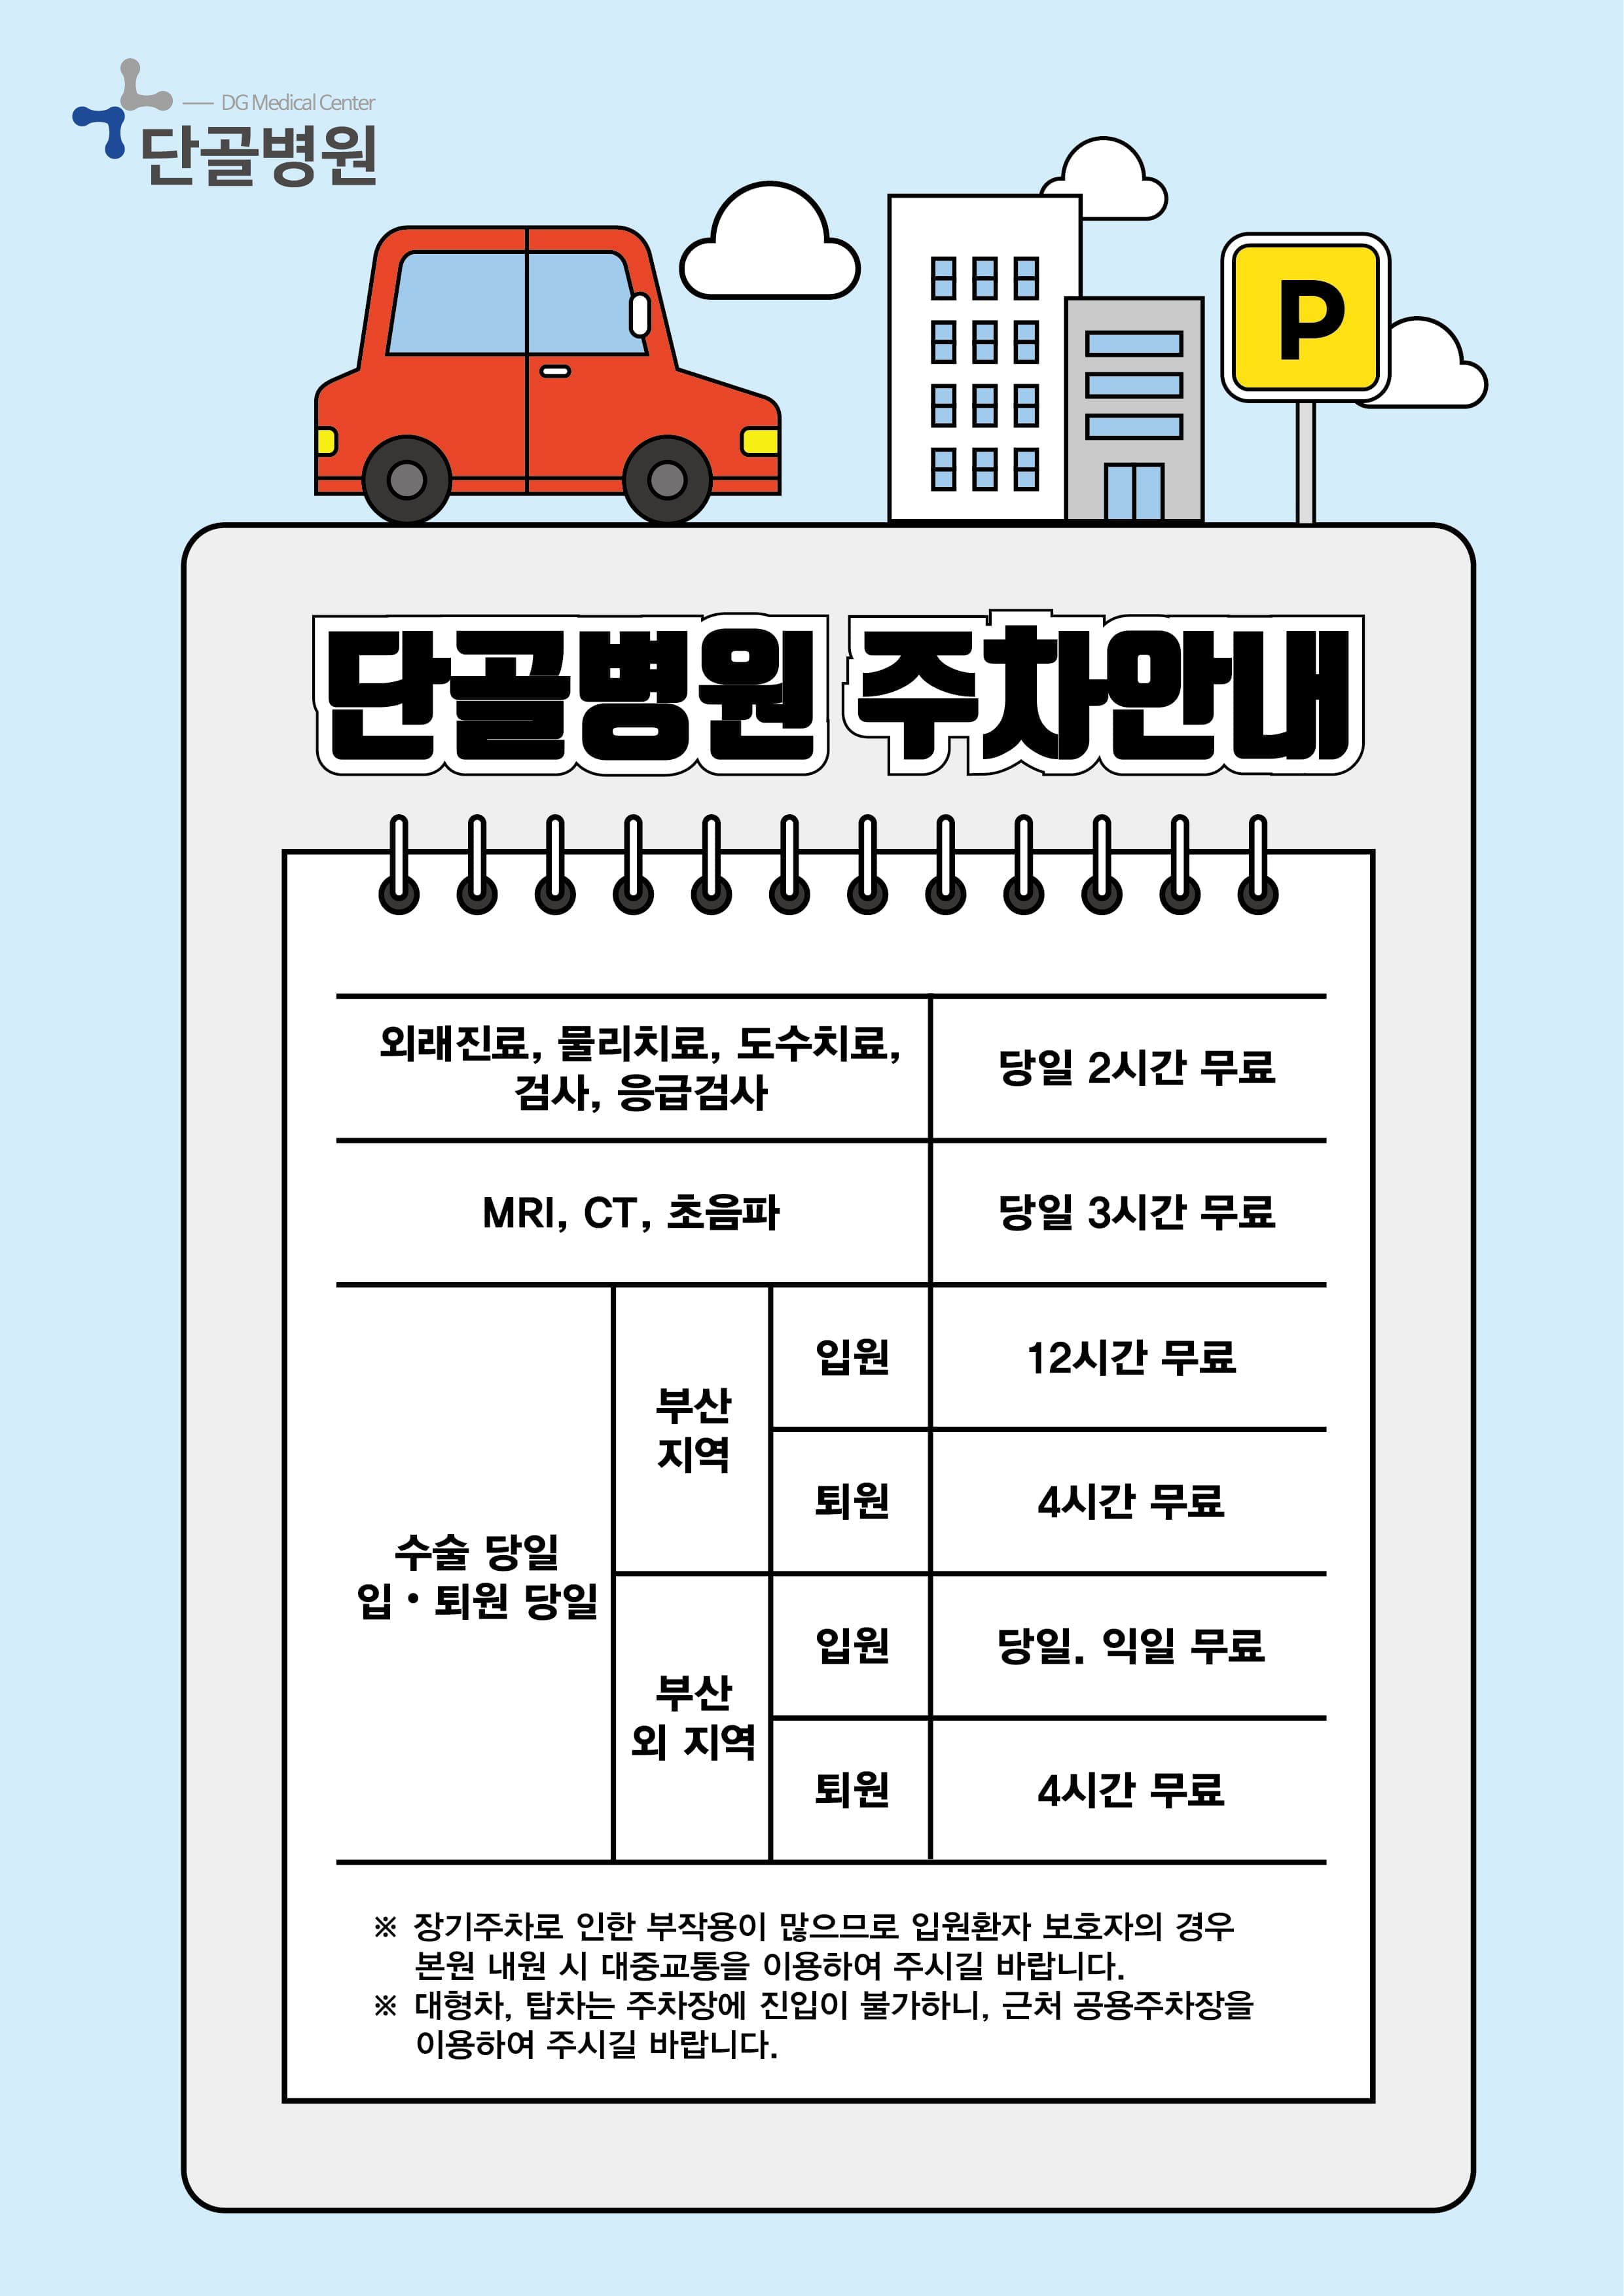 DG Medical Center
단골병원
P
단골병원 주차안내
외래진료, 물리치료, 도수치료,
검사, 응급검사
당일 2시간 무료
MRI, CT, 초음파
당일 3시간 무료
수술 당일
입 • 퇴원 당일
부산
지역
입원
12시간 무료
퇴원
4시간 무료
부산
외 지역
입원
당일. 익일 무료
퇴원
4시간 무료
※ 장기주차로 인한 부작용이 많으므로 입원환자 보호자의 경우
본원 내원 시 대중교통을 이용하여 주시길 바랍니다.
※ 대형차, 탑차는 주차장에 진입이 불가하니, 근처 공용주차장을
이용하여 주시길 바랍니다.